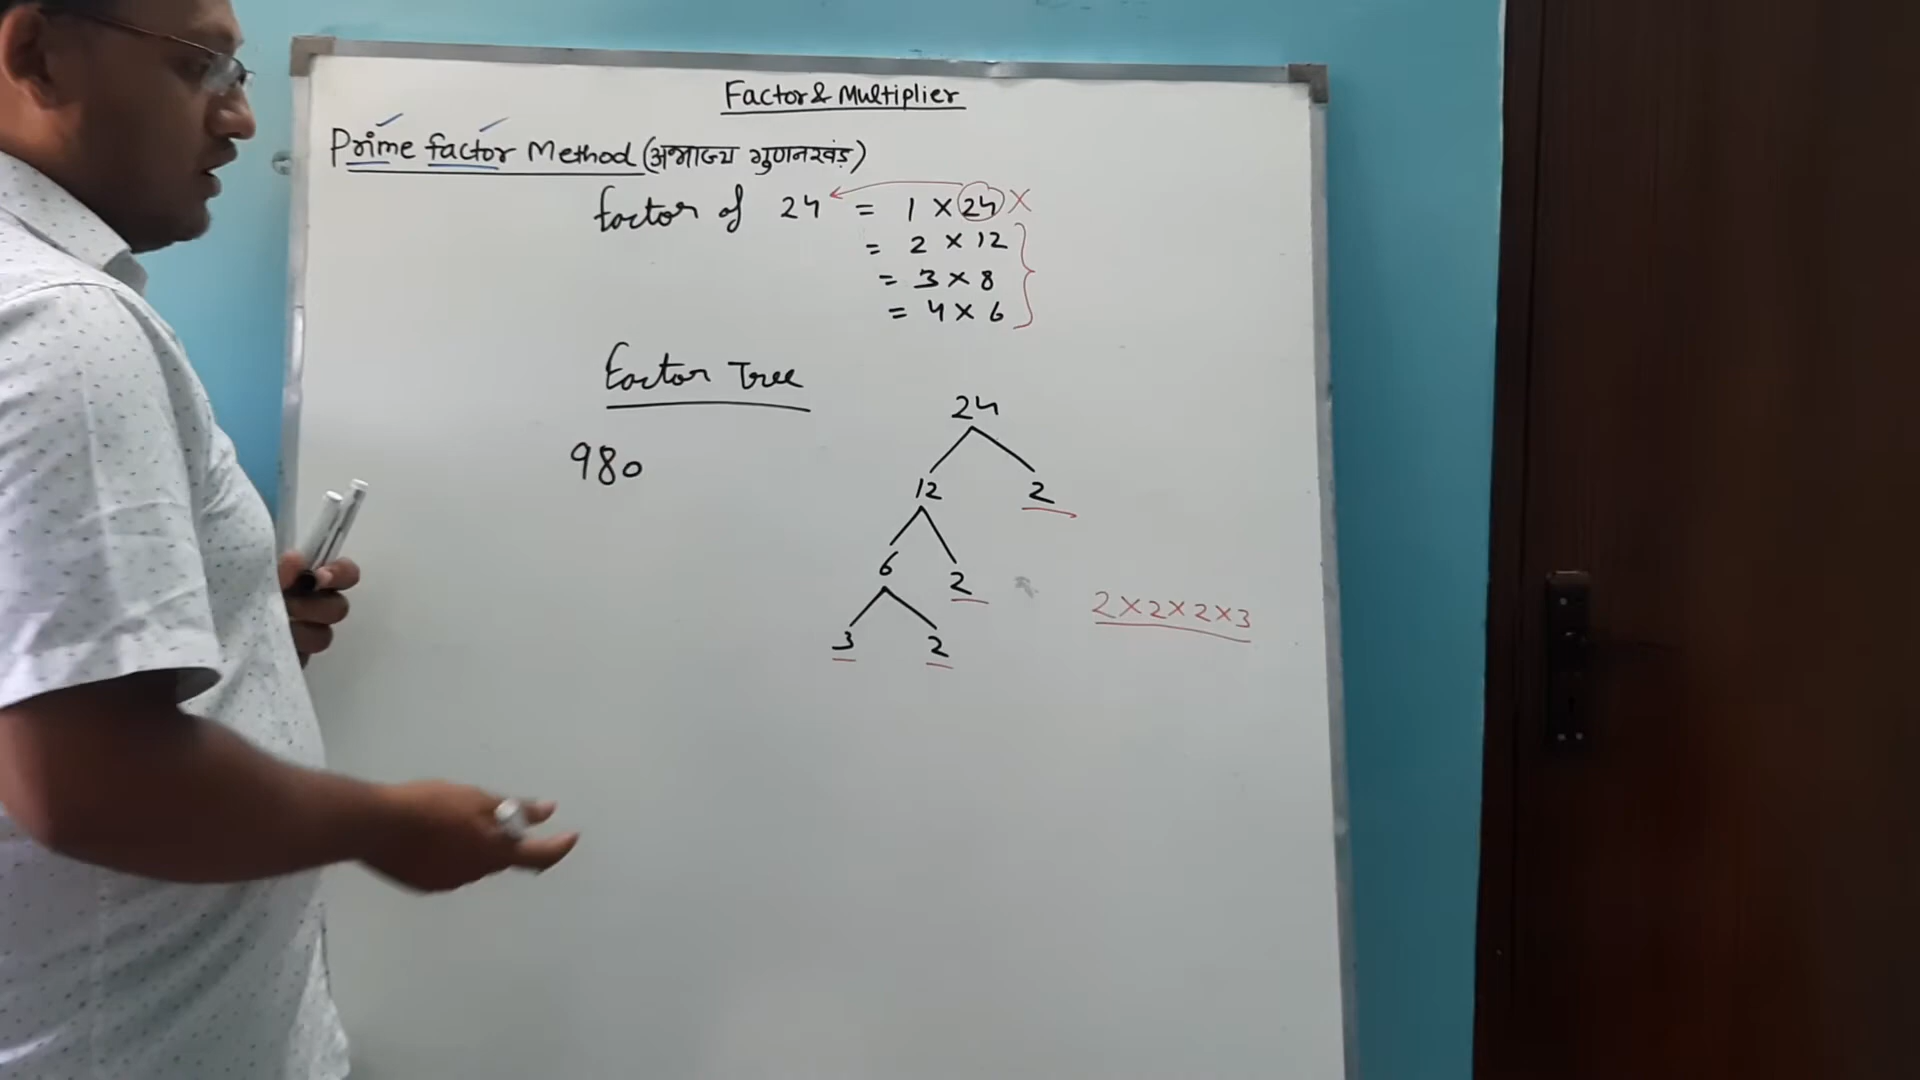 Factor & Multiplier
Prime factor Method (अभाज्य गुणनखंड)
factor of 24 = 1 × 24 ×
= 2 × 12
= 3 × 8
= 4 × 6
Factor Tree
24
980
12 2
6 2
2×2×2×3
3 2